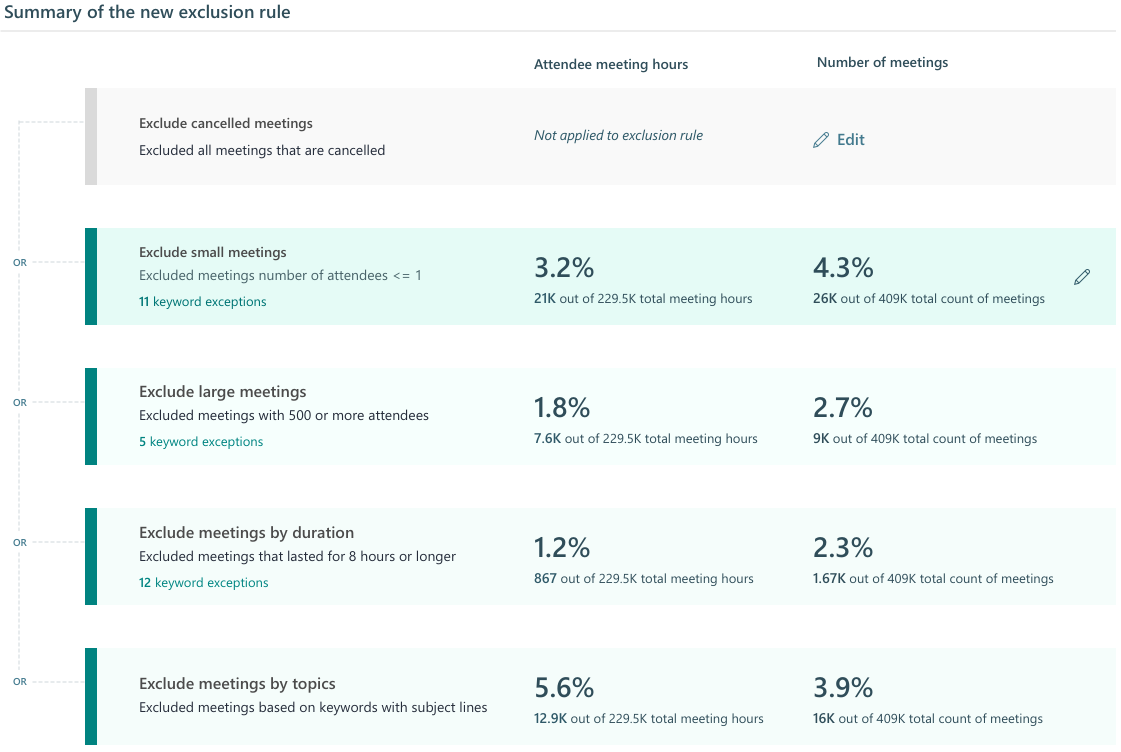 Summary of the new exclusion rule
Attendee meeting hours
Number of meetings
Exclude cancelled meetings
Excluded all meetings that are cancelled
Not applied to exclusion rule
Edit
OR
Exclude small meetings
Excluded meetings number of attendees <= 1
11 keyword exceptions
3.2%
21K out of 229.5K total meeting hours
4.3%
26K out of 409K total count of meetings
OR
Exclude large meetings
Excluded meetings with 500 or more attendees
5 keyword exceptions
1.8%
7.6K out of 229.5K total meeting hours
2.7%
9K out of 409K total count of meetings
OR
Exclude meetings by duration
Excluded meetings that lasted for 8 hours or longer
12 keyword exceptions
1.2%
867 out of 229.5K total meeting hours
2.3%
1.67K out of 409K total count of meetings
OR
Exclude meetings by topics
Excluded meetings based on keywords with subject lines
5.6%
12.9K out of 229.5K total meeting hours
3.9%
16K out of 409K total count of meetings